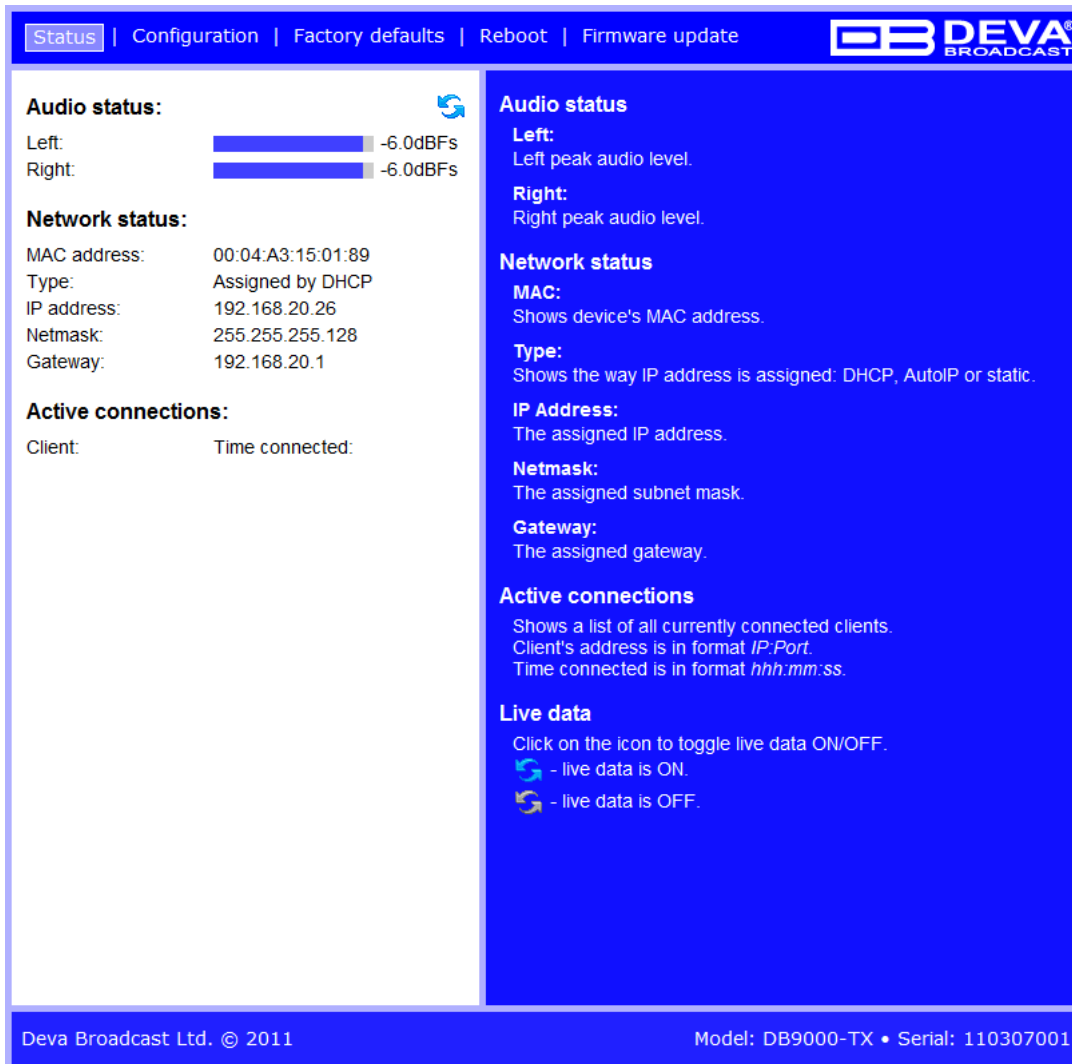 Status | Configuration | Factory defaults | Reboot | Firmware update
DEVA®
BROADCAST
Audio status:
Left: -6.0dBFs
Right: -6.0dBFs
Network status:
MAC address: 00:04:A3:15:01:89
Type: Assigned by DHCP
IP address: 192.168.20.26
Netmask: 255.255.255.128
Gateway: 192.168.20.1
Active connections:
Client: Time connected:
Audio status
Left:
Left peak audio level.
Right:
Right peak audio level.
Network status
MAC:
Shows device's MAC address.
Type:
Shows the way IP address is assigned: DHCP, AutoIP or static.
IP Address:
The assigned IP address.
Netmask:
The assigned subnet mask.
Gateway:
The assigned gateway.
Active connections
Shows a list of all currently connected clients.
Client's address is in format IP:Port.
Time connected is in format hhh:mm:ss.
Live data
Click on the icon to toggle live data ON/OFF.
- live data is ON.
- live data is OFF.
Deva Broadcast Ltd. © 2011
Model: DB9000-TX • Serial: 110307001